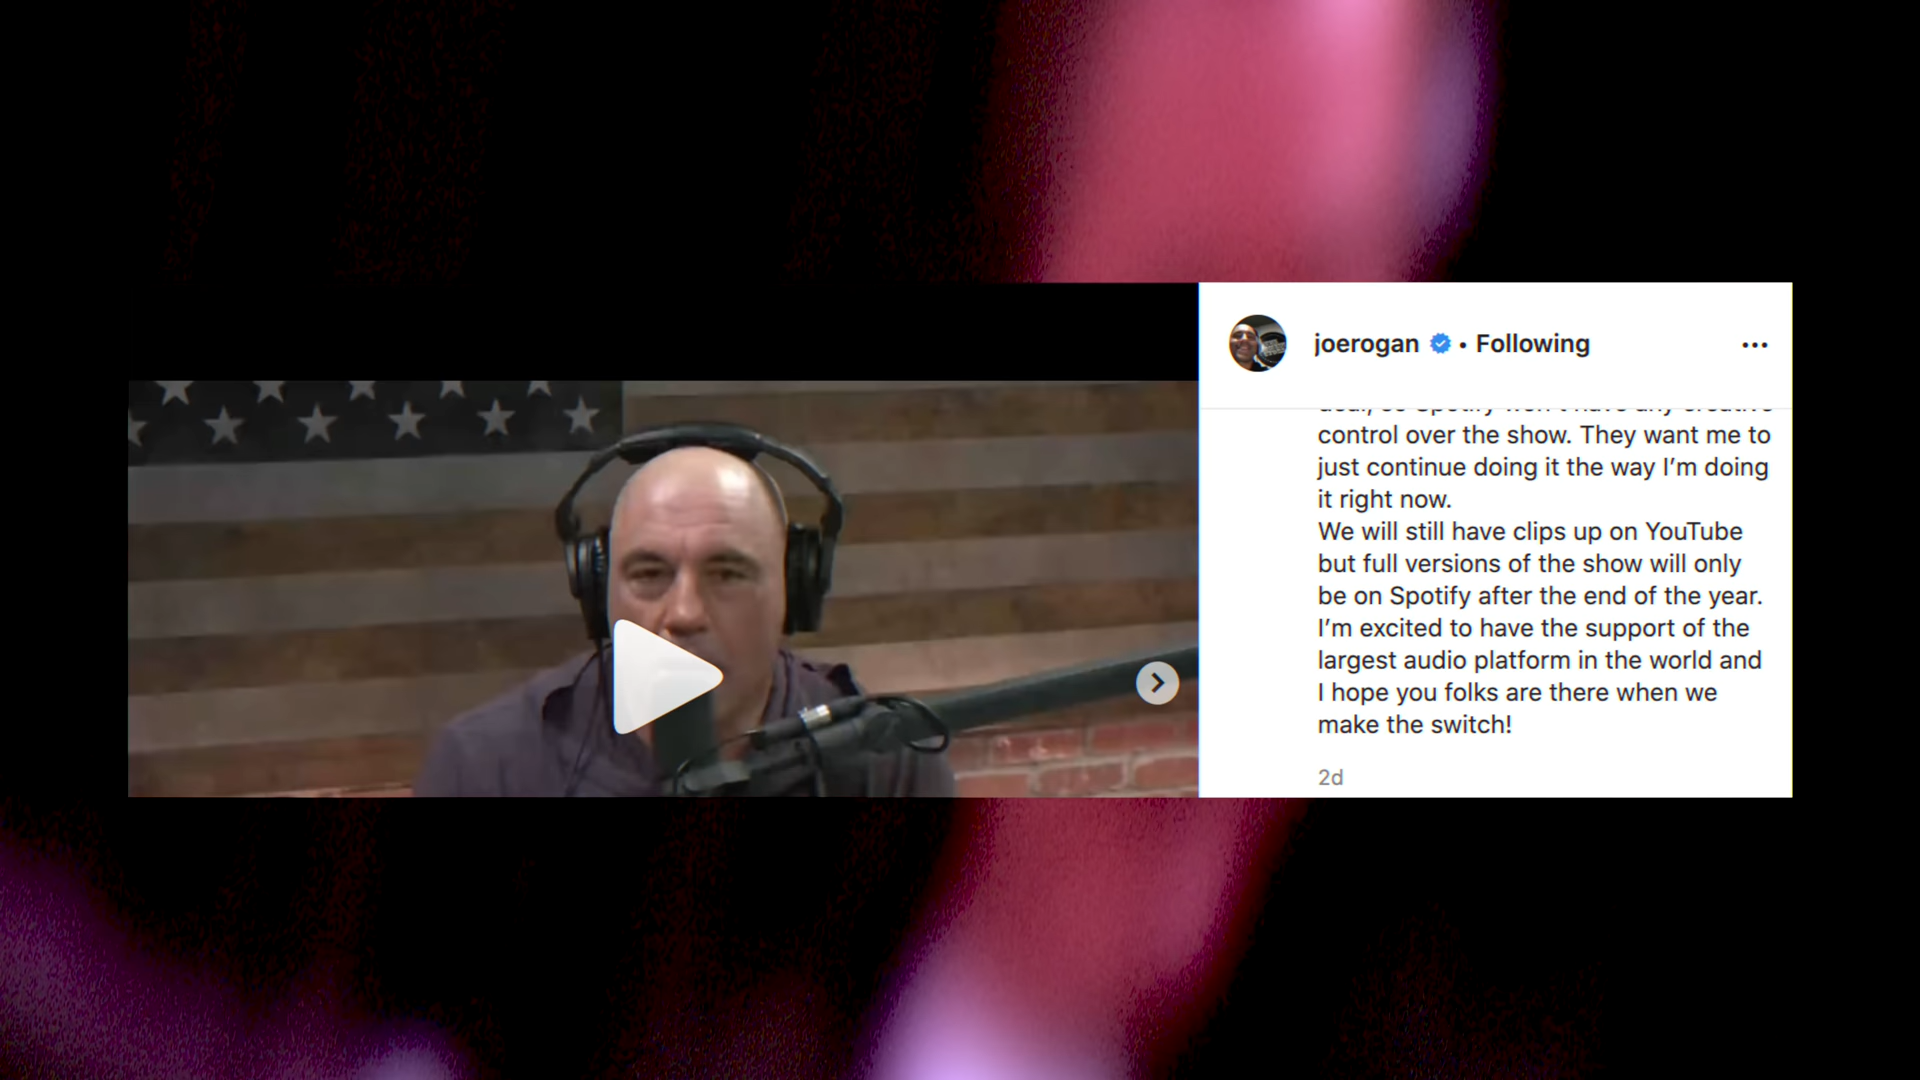 joerogan • Following
control over the show. They want me to
just continue doing it the way I’m doing
it right now.
We will still have clips up on YouTube
but full versions of the show will only
be on Spotify after the end of the year.
I’m excited to have the support of the
largest audio platform in the world and
I hope you folks are there when we
make the switch!
2d